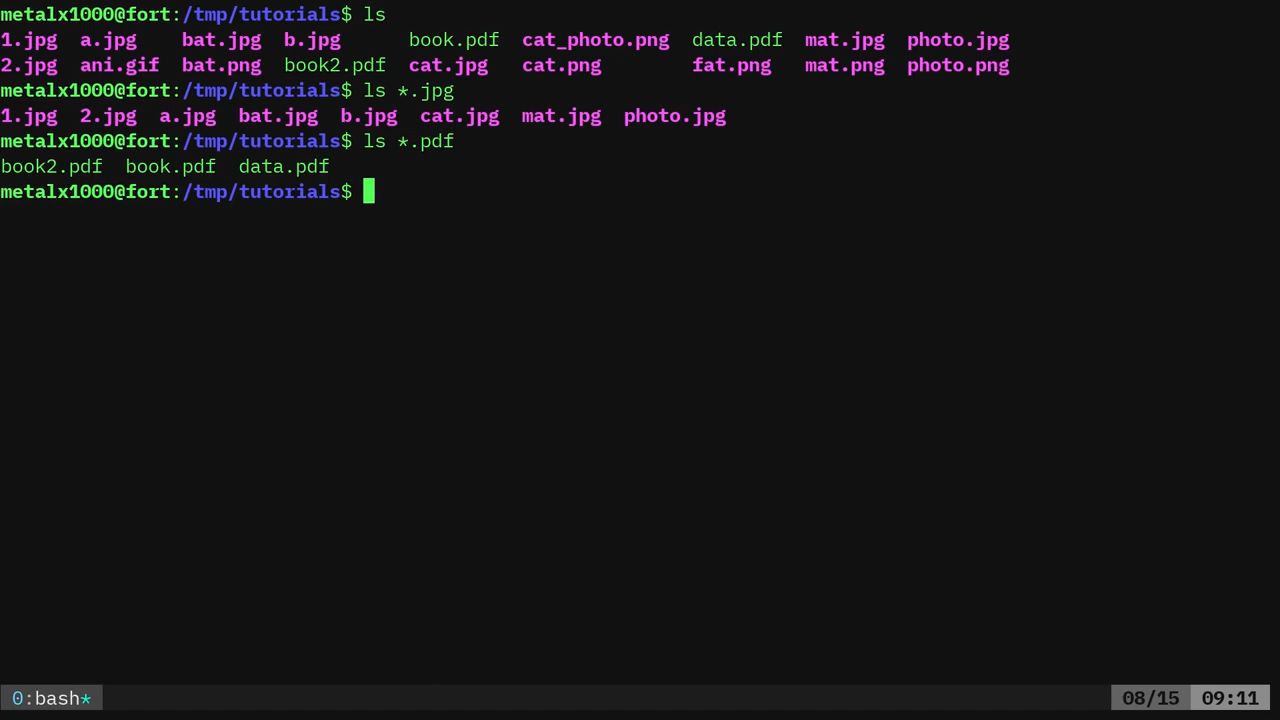 metalx1000@fort:/tmp/tutorials$ ls
1.jpg  a.jpg    bat.jpg  b.jpg      book.pdf  cat_photo.png  data.pdf  mat.jpg  photo.jpg
2.jpg  ani.gif  bat.png  book2.pdf  cat.jpg   cat.png        fat.png   mat.png  photo.png
metalx1000@fort:/tmp/tutorials$ ls *.jpg
1.jpg  2.jpg  a.jpg  bat.jpg  b.jpg  cat.jpg  mat.jpg  photo.jpg
metalx1000@fort:/tmp/tutorials$ ls *.pdf
book2.pdf  book.pdf  data.pdf
metalx1000@fort:/tmp/tutorials$
0:bash* 08/15 09:11